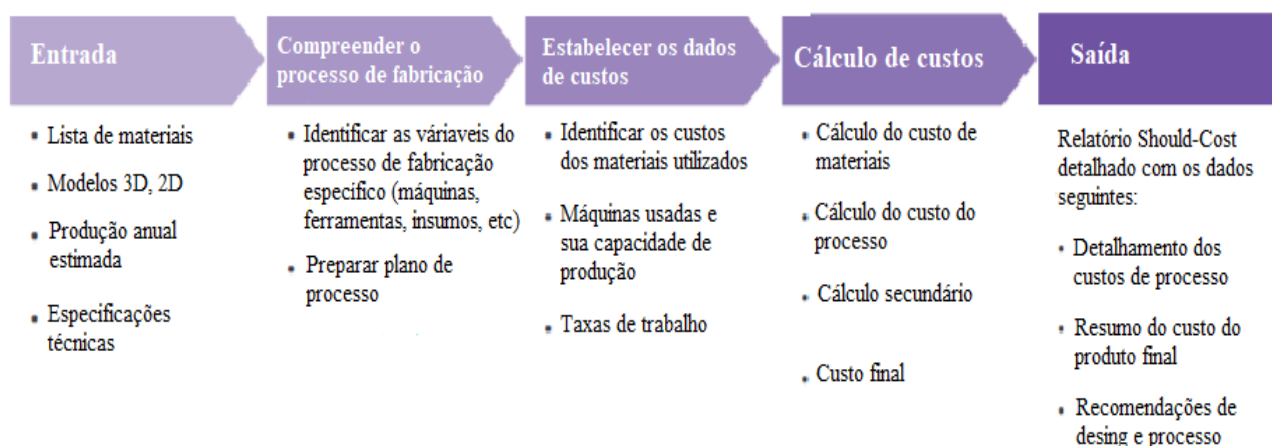 Entrada
• Lista de materiais
• Modelos 3D, 2D
• Produção anual
estimada
• Especificações
técnicas
Compreender o
processo de fabricação
• Identificar as váriaveis do
processo de fabricação
específico (máquinas,
ferramentas, insumos, etc)
• Preparar plano de
processo
Estabelecer os dados
de custos
• Identificar os custos
dos materiais utilizados
• Máquinas usadas e
sua capacidade de
produção
• Taxas de trabalho
Cálculo de custos
• Cálculo do custo de
materiais
• Cálculo do custo do
processo
• Cálculo secundário
• Custo final
Saída
Relatório Should-Cost
detalhado com os dados
seguintes:
• Detalhamento dos
custos de processo
• Resumo do custo do
produto final
• Recomendações de
desing e processo